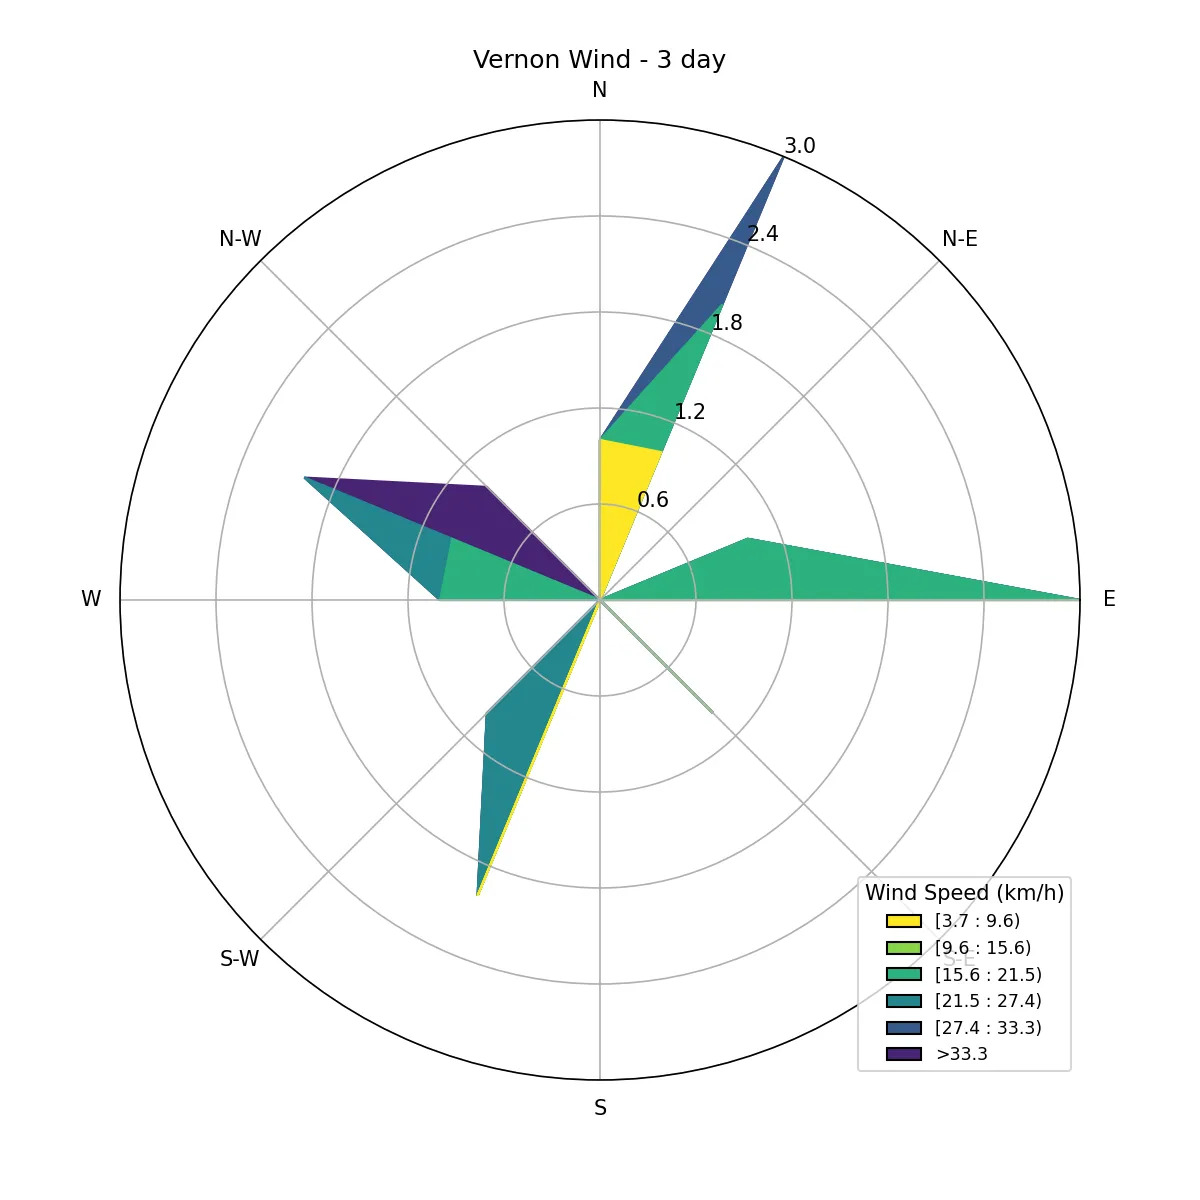 Vernon Wind - 3 day
N
3.0
N-W
2.4
N-E
1.8
1.2
0.6
W
E
Wind Speed (km/h)
[3.7 : 9.6)
[9.6 : 15.6)
S-W
S-E
[15.6 : 21.5)
[21.5 : 27.4)
[27.4 : 33.3)
>33.3
S